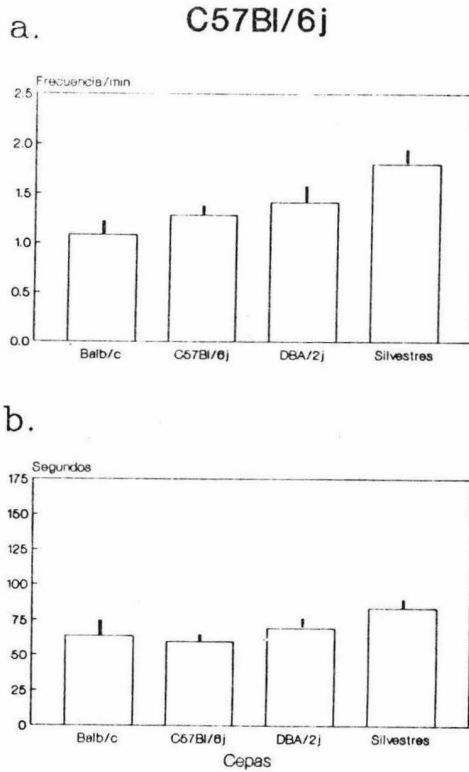 C57Bl/6j
a.
Frecuencia/min
2.5
2.0
1.5
1.0
0.5
0.0
Balb/c C57Bl/6j DBA/2j Silvestres
b.
Segundos
175
150
125
100
75
50
25
0
Balb/c C57Bl/6j DBA/2j Silvestres
Cepas